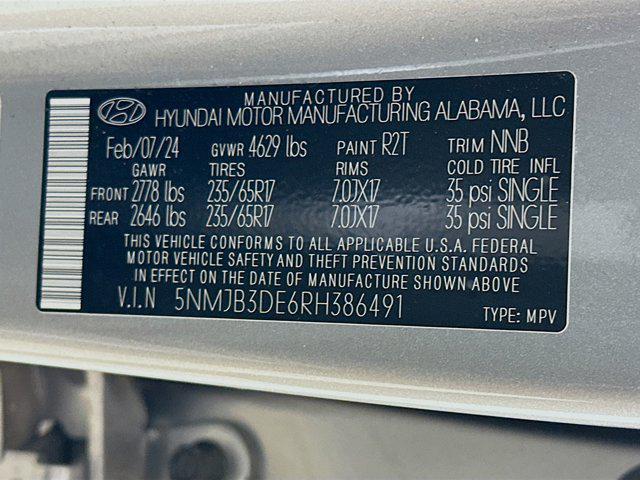 MANUFACTURED BY
HYUNDAI MOTOR MANUFACTURING ALABAMA, LLC
Feb/07/24 GVWR 4629 lbs PAINT R2T TRIM NNB
GAWR TIRES RIMS COLD TIRE INFL
FRONT 2778 lbs 235/65R17 7.0JX17 35 psi SINGLE
REAR 2646 lbs 235/65R17 7.0JX17 35 psi SINGLE
THIS VEHICLE CONFORMS TO ALL APPLICABLE U.S.A. FEDERAL
MOTOR VEHICLE SAFETY AND THEFT PREVENTION STANDARDS
IN EFFECT ON THE DATE OF MANUFACTURE SHOWN ABOVE
V.I.N 5NMJB3DE6RH386491 TYPE: MPV